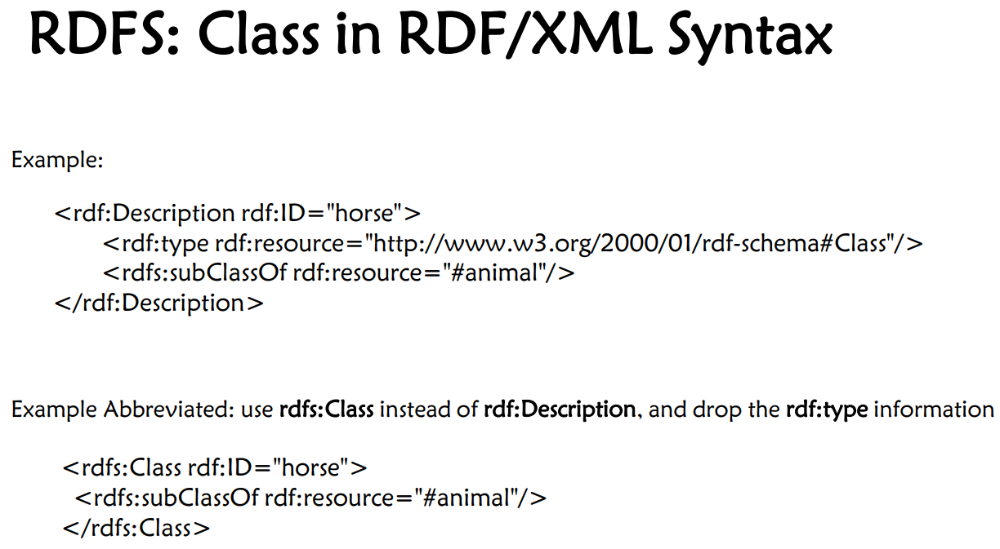 RDFS: Class in RDF/XML Syntax
Example:
<rdf:Description rdf:ID="horse">
<rdf:type rdf:resource="http://www.w3.org/2000/01/rdf-schema#Class"/>
<rdfs:subClassOf rdf:resource="#animal"/>
</rdf:Description>
Example Abbreviated: use rdfs:Class instead of rdf:Description, and drop the rdf:type information
<rdfs:Class rdf:ID="horse">
<rdfs:subClassOf rdf:resource="#animal"/>
</rdfs:Class>